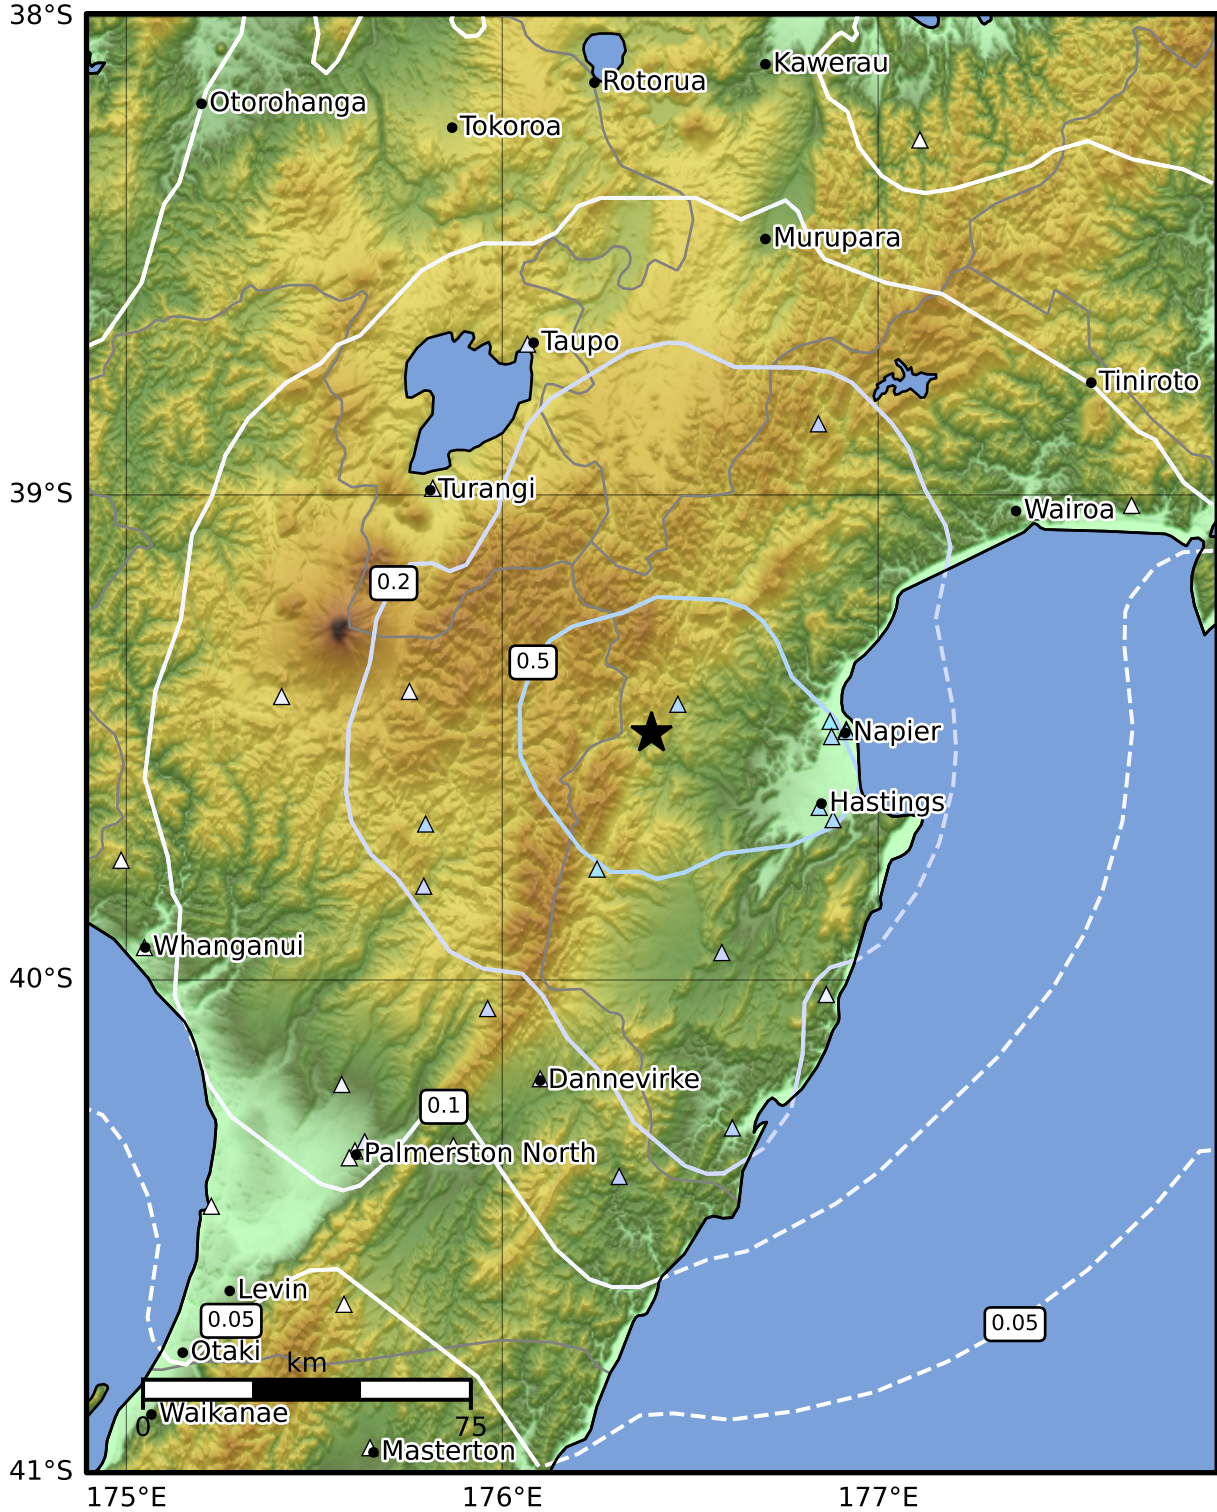 38°S
Kawerau
Rotorua
Otorohanga
Tokoroa
Murupara
Taupo
Tiniroto
39°S
Turangi
Wairoa
0.2
0.5
Napier
Hastings
Whanganui
40°S
Dannevirke
0.1
Palmerston North
Levin
0.05
0.05
Otaki
km
0
75
Waikanae
Masterton
41°S
175°E
176°E
177°E